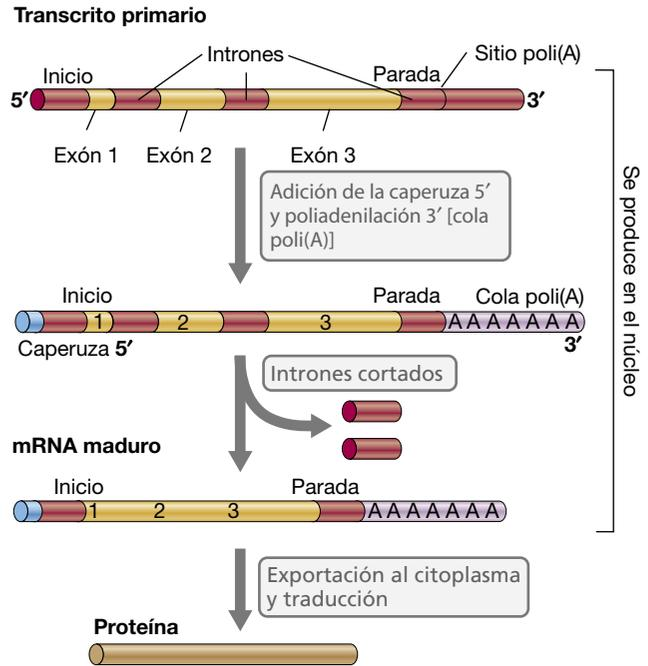 Transcrito primario
Intrones
Sitio poli(A)
Inicio
Parada
5′
3′
Exón 1
Exón 2
Exón 3
Adición de la caperuza 5′
y poliadenilación 3′ [cola
poli(A)]
Se produce en el núcleo
Inicio
Parada
Cola poli(A)
1
2
3
A A A A A A A
Caperuza 5′
3′
Intrones cortados
mRNA maduro
Inicio
Parada
1
2
3
A A A A A A A
Exportación al citoplasma
y traducción
Proteína